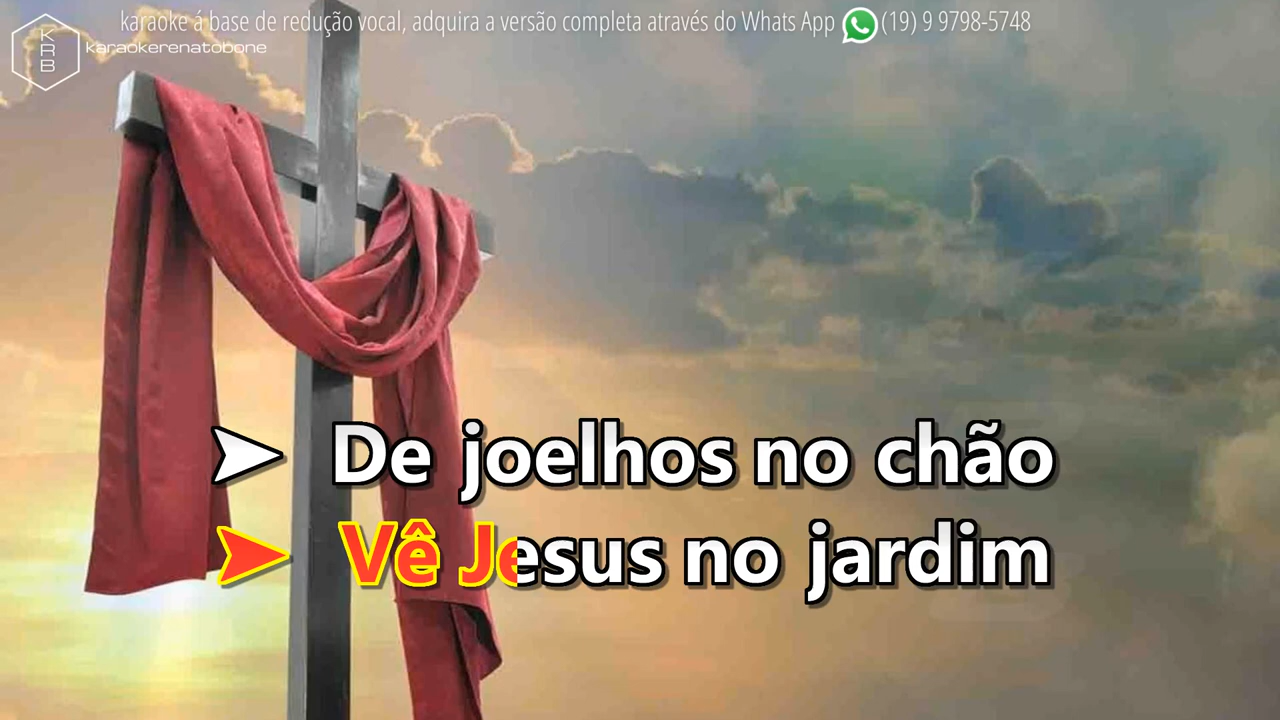 karaoke á base de redução vocal, adquira a versão completa através do Whats App (19) 9 9798-5748
KRB
karaokerenatobone
De joelhos no chão
Vê Jesus no jardim